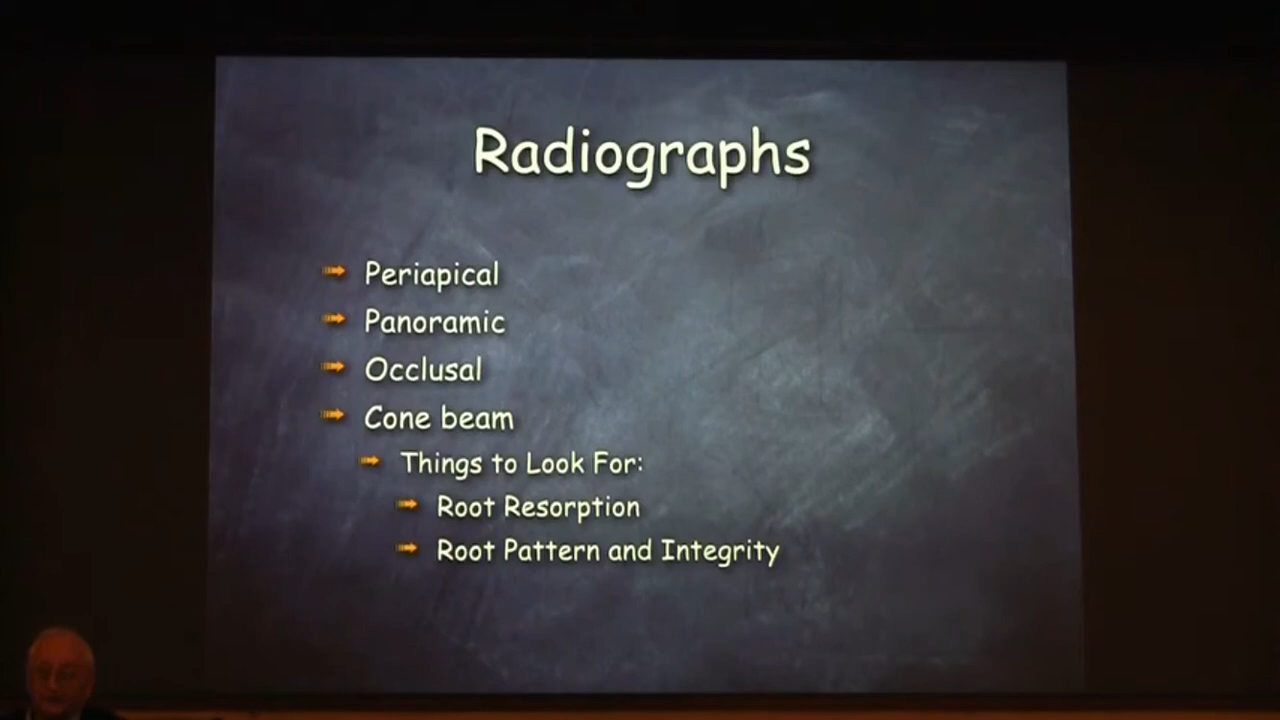 Radiographs
Periapical
Panoramic
Occlusal
Cone beam
Things to Look For:
Root Resorption
Root Pattern and Integrity